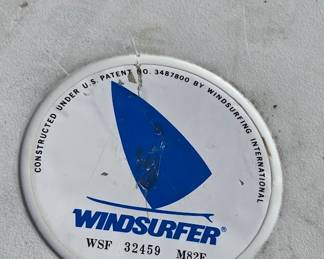 CONSTRUCTED UNDER U.S. PATENT NO. 3487800 BY WINDSURFING INTERNATIONAL
WINDSURFER®
WSF 32459 M82F